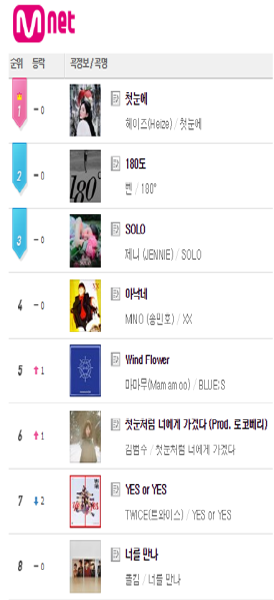 Mnet
순위 등락 곡정보 / 곡명
1 - 0 첫눈에
헤이즈(Heize) / 첫눈에
2 - 0 180도
벤 / 180°
3 - 0 SOLO
제니 (JENNIE) / SOLO
4 - 0 아낙네
MINO (송민호) / XX
5 1 Wind Flower
마마무(Mamamoo) / BLUE;S
6 1 첫눈처럼 너에게 가겠다 (Prod. 로코베리)
김범수 / 첫눈처럼 너에게 가겠다
7 2 YES or YES
TWICE(트와이스) / YES or YES
8 - 0 너를 만나
폴킴 / 너를 만나
180°